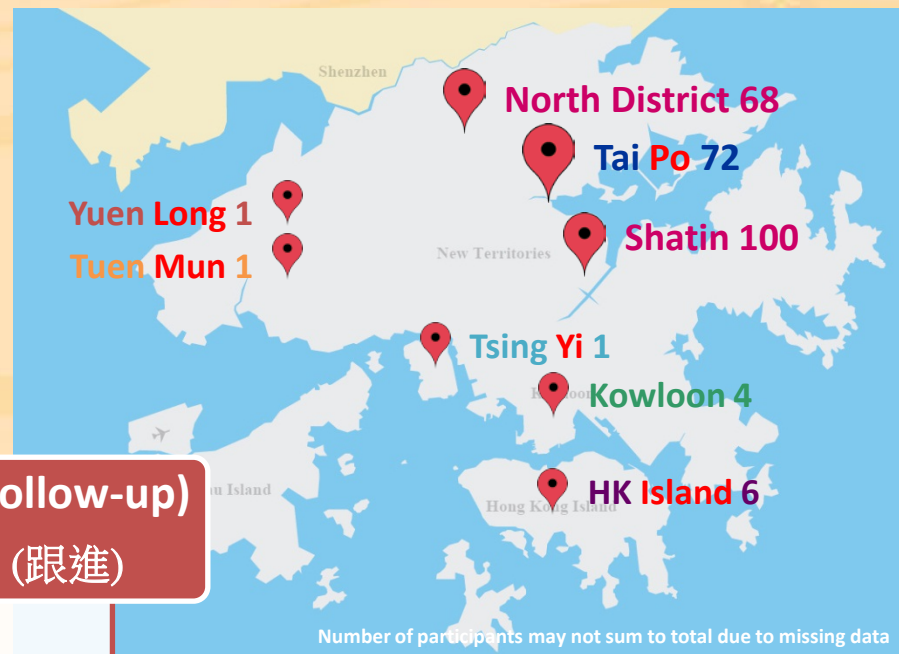 Shenzhen
North District 68
Tai Po 72
Yuen Long 1
Shatin 100
New Territories
Tuen Mun 1
Tsing Yi 1
Kowloon 4
HK Island 6
Island
Hong Kong Island
ollow-up)
(跟進)
Number of participants may not sum to total due to missing data